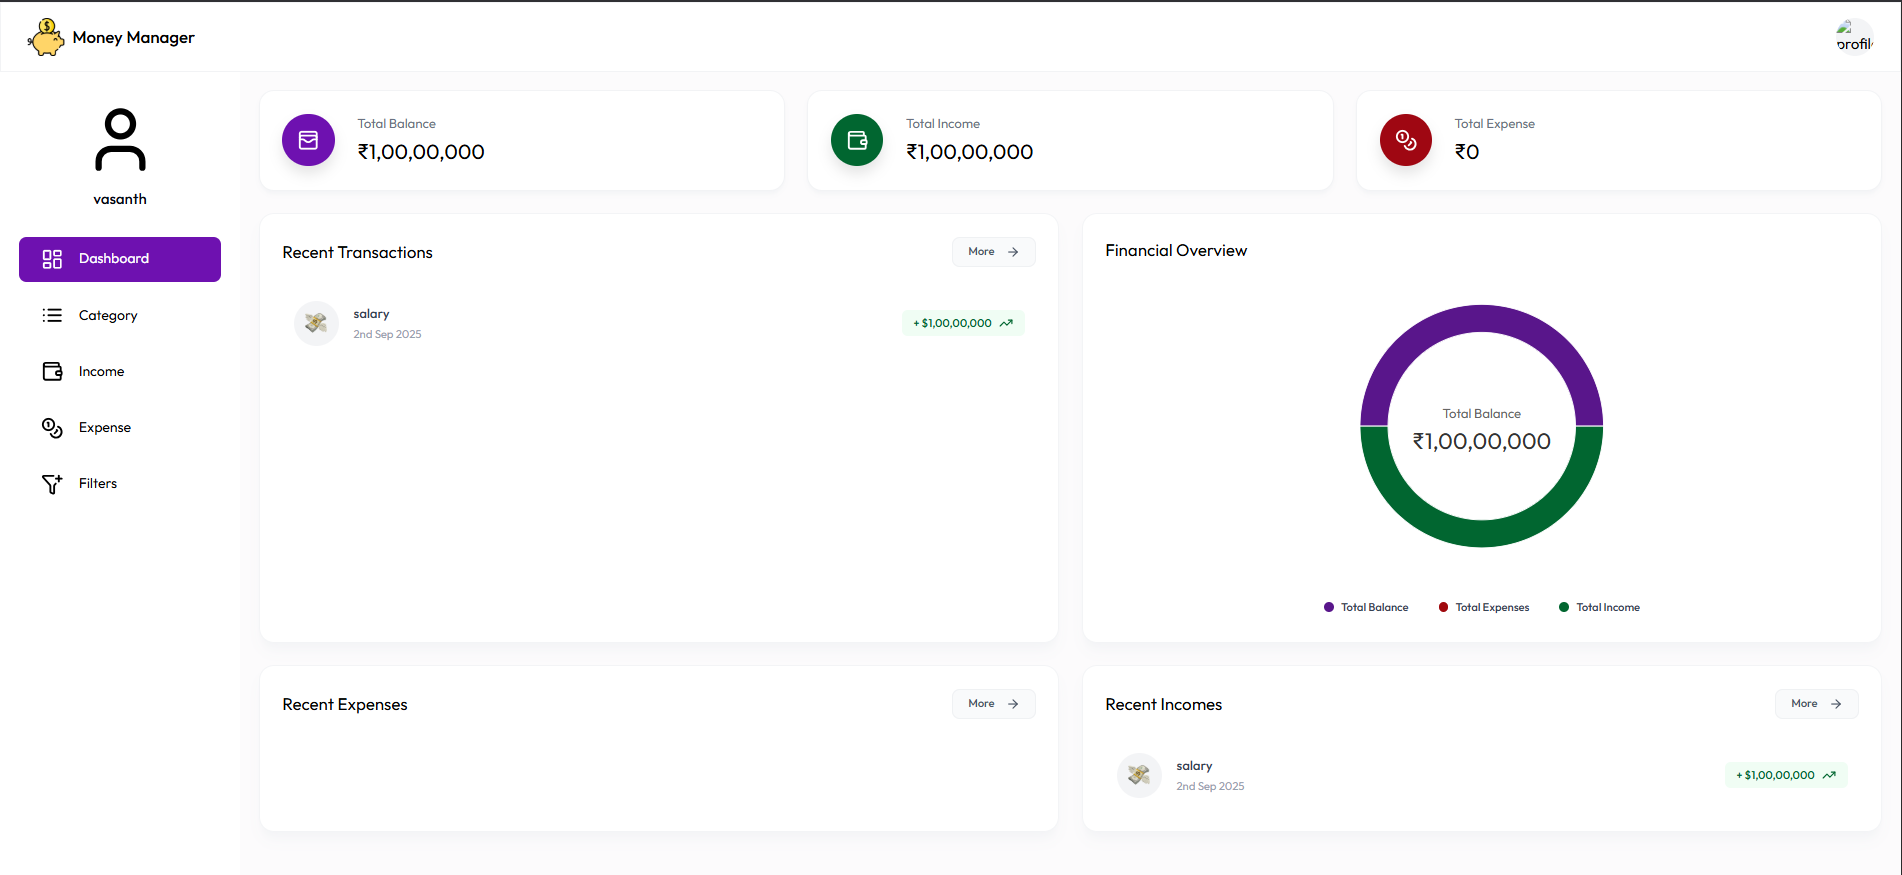 Money Manager
profil
vasanth
Dashboard
Category
Income
Expense
Filters
Total Balance
₹1,00,00,000
Total Income
₹1,00,00,000
Total Expense
₹0
Recent Transactions
More
salary
2nd Sep 2025
+ $1,00,00,000
Financial Overview
Total Balance
₹1,00,00,000
Total Balance
Total Expenses
Total Income
Recent Expenses
More
Recent Incomes
More
salary
2nd Sep 2025
+ $1,00,00,000